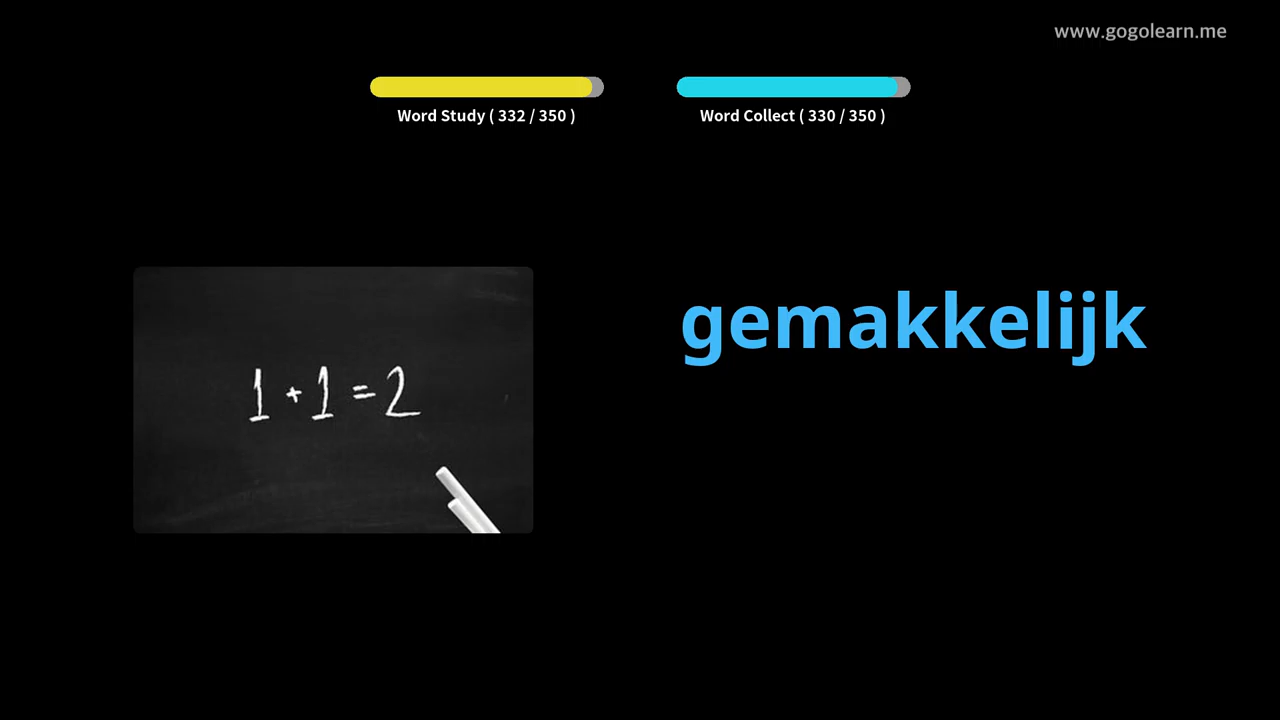 www.gogolearn.me
Word Study ( 332 / 350 )
Word Collect ( 330 / 350 )
gemakkelijk
1 + 1 = 2